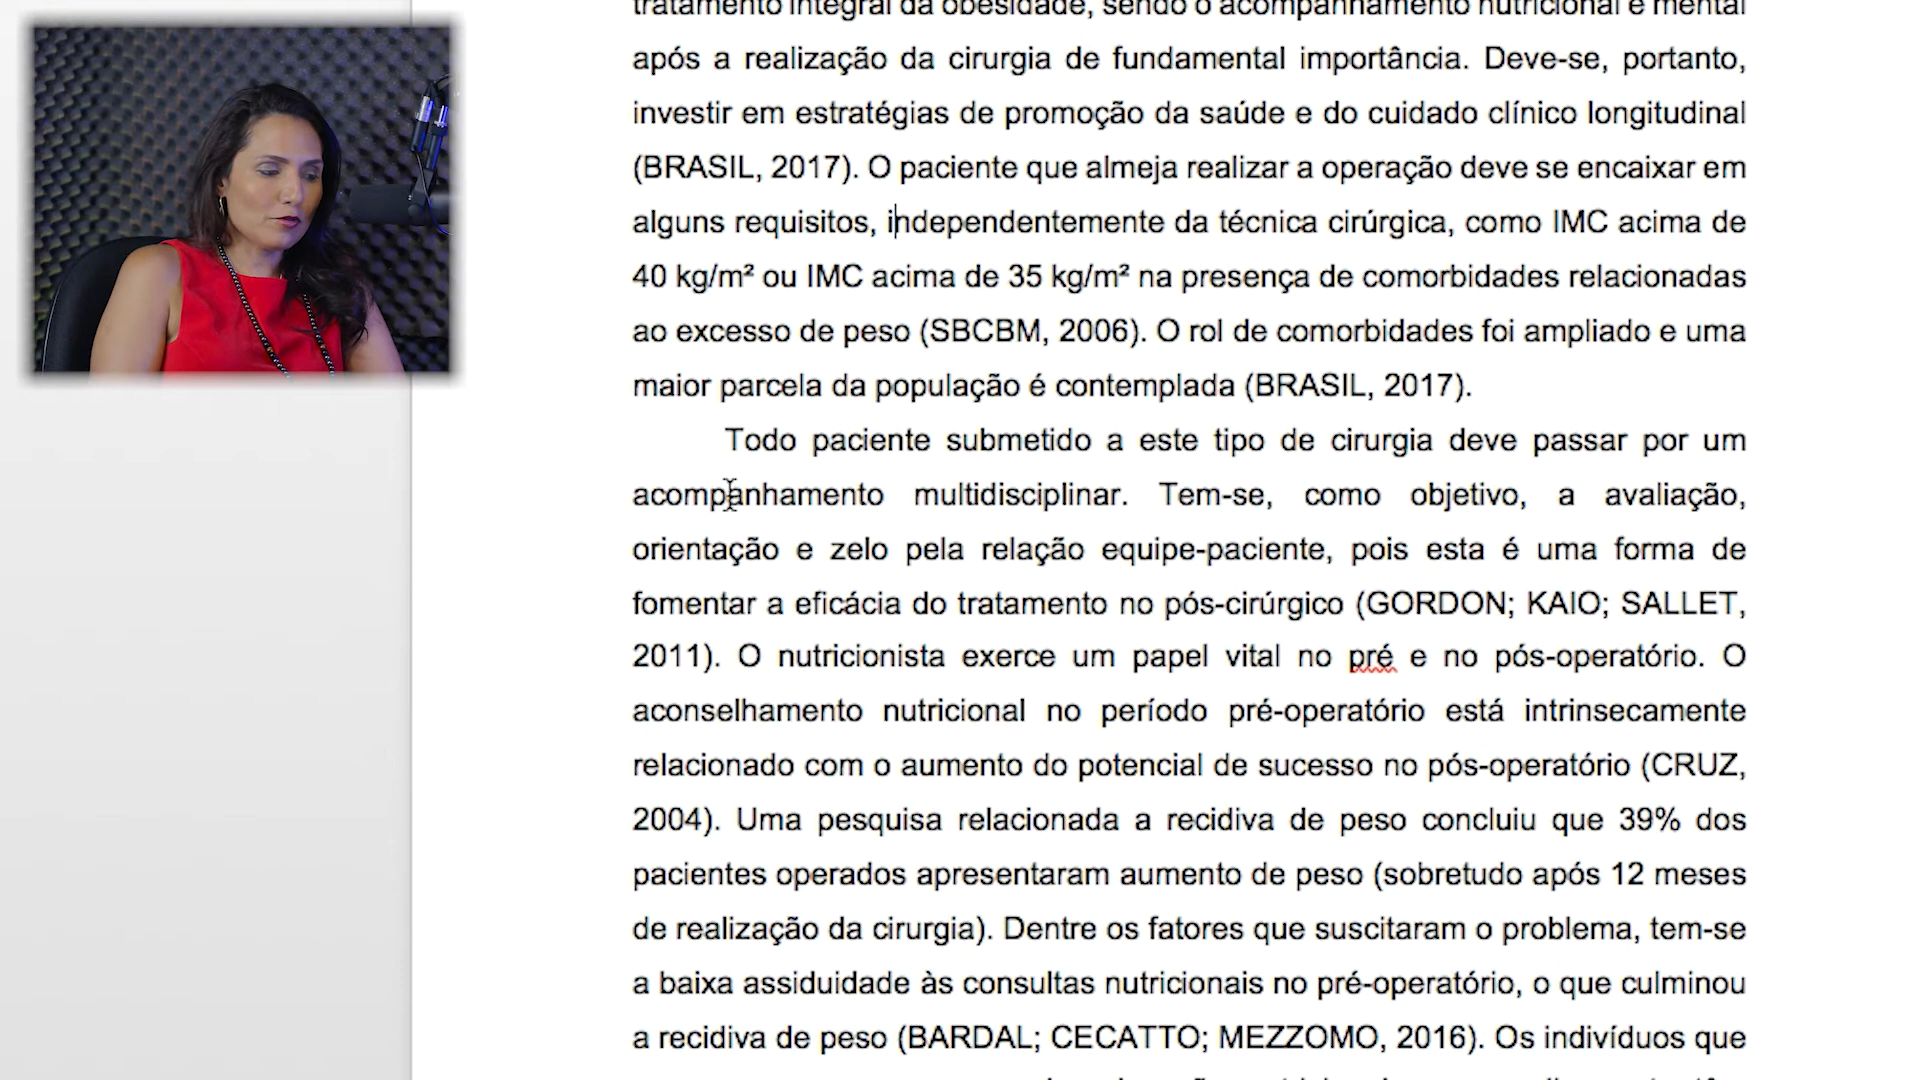 tratamento integral da obesidade, sendo o acompanhamento nutricional e mental
após a realização da cirurgia de fundamental importância. Deve-se, portanto,
investir em estratégias de promoção da saúde e do cuidado clínico longitudinal
(BRASIL, 2017). O paciente que almeja realizar a operação deve se encaixar em
alguns requisitos, independentemente da técnica cirúrgica, como IMC acima de
40 kg/m² ou IMC acima de 35 kg/m² na presença de comorbidades relacionadas
ao excesso de peso (SBCBM, 2006). O rol de comorbidades foi ampliado e uma
maior parcela da população é contemplada (BRASIL, 2017).
Todo paciente submetido a este tipo de cirurgia deve passar por um
acompanhamento multidisciplinar. Tem-se, como objetivo, a avaliação,
orientação e zelo pela relação equipe-paciente, pois esta é uma forma de
fomentar a eficácia do tratamento no pós-cirúrgico (GORDON; KAIO; SALLET,
2011). O nutricionista exerce um papel vital no pré e no pós-operatório. O
aconselhamento nutricional no período pré-operatório está intrinsecamente
relacionado com o aumento do potencial de sucesso no pós-operatório (CRUZ,
2004). Uma pesquisa relacionada a recidiva de peso concluiu que 39% dos
pacientes operados apresentaram aumento de peso (sobretudo após 12 meses
de realização da cirurgia). Dentre os fatores que suscitaram o problema, tem-se
a baixa assiduidade às consultas nutricionais no pré-operatório, o que culminou
a recidiva de peso (BARDAL; CECATTO; MEZZOMO, 2016). Os indivíduos que